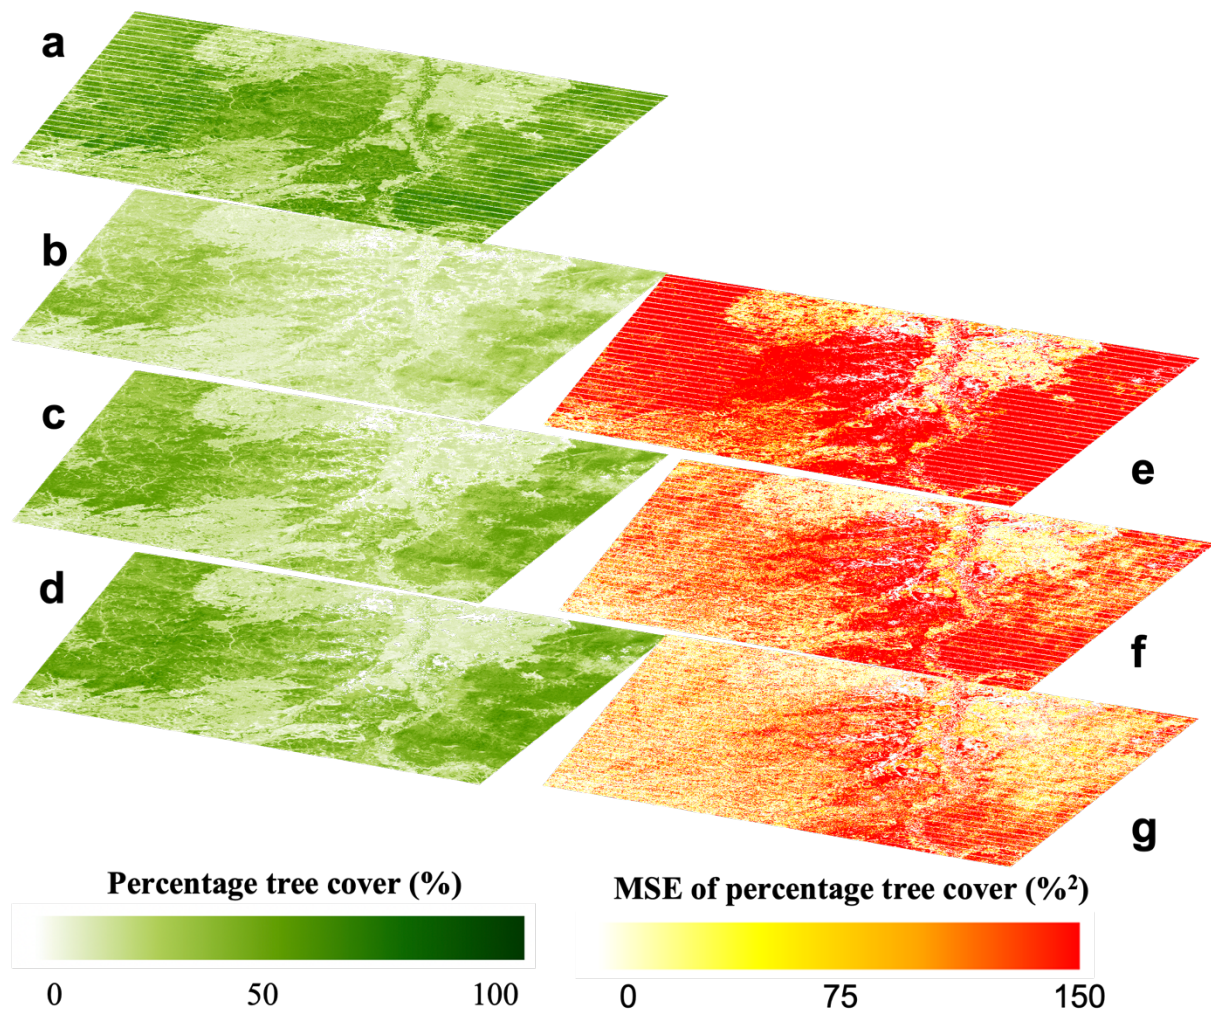 a
b
c
d
e
f
g
Percentage tree cover (%)
0 50 100
MSE of percentage tree cover (%²)
0 75 150